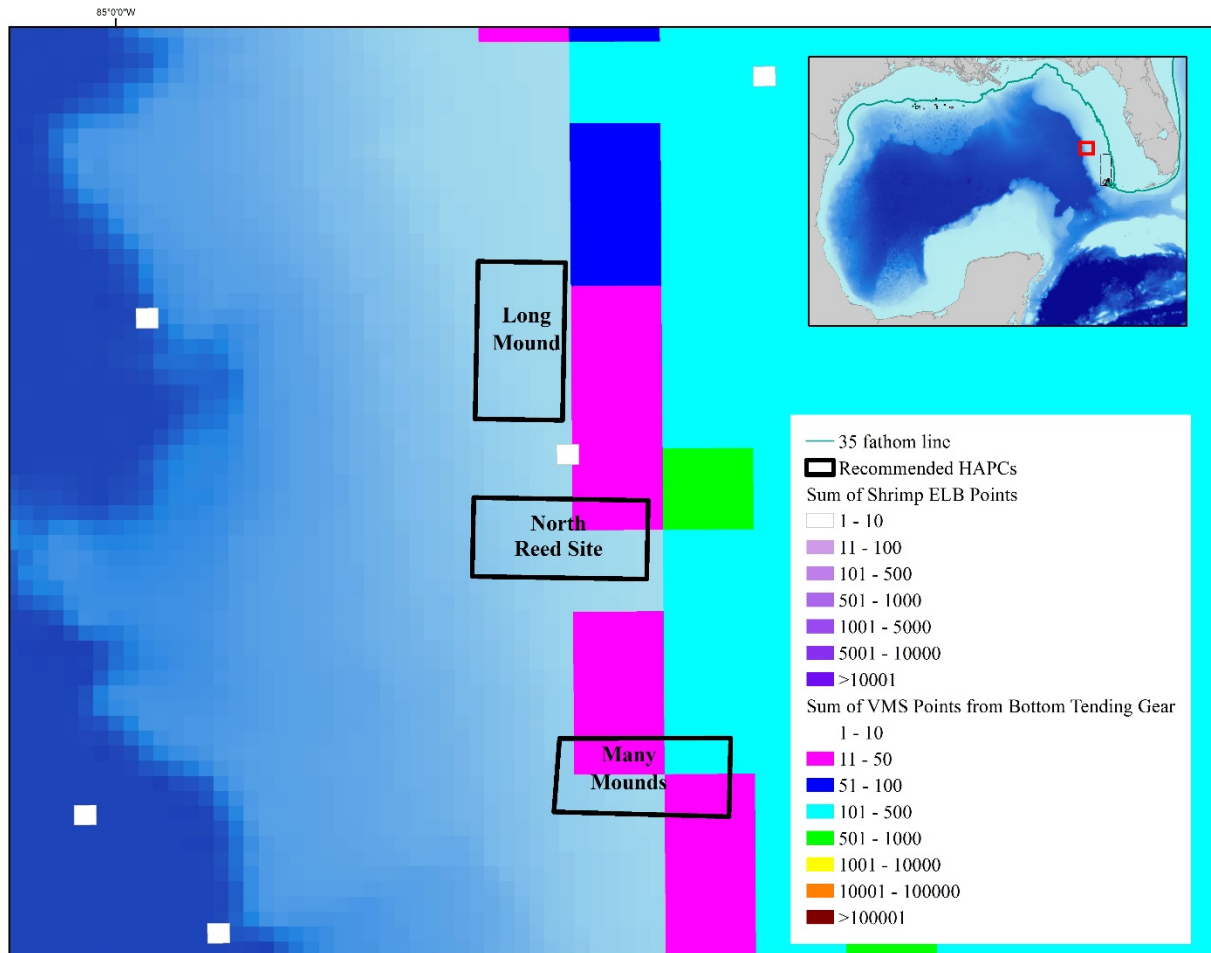 85°0'0"W
Long
Mound
North
Reed Site
Many
Mounds
35 fathom line
Recommended HAPCs
Sum of Shrimp ELB Points
1 - 10
11 - 100
101 - 500
501 - 1000
1001 - 5000
5001 - 10000
>10001
Sum of VMS Points from Bottom Tending Gear
1 - 10
11 - 50
51 - 100
101 - 500
501 - 1000
1001 - 10000
10001 - 100000
>100001